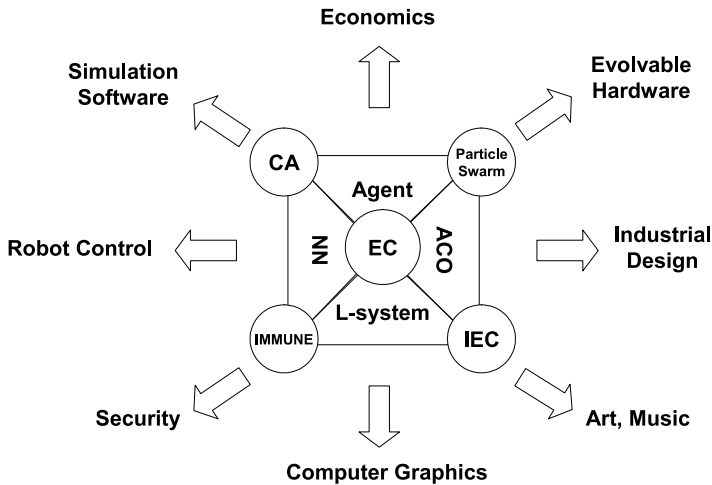 Economics
Simulation
Software
Evolvable
Hardware
CA
Particle
Swarm
Agent
Robot Control
NN
EC
ACO
Industrial
Design
L-system
IMMUNE
IEC
Security
Art, Music
Computer Graphics